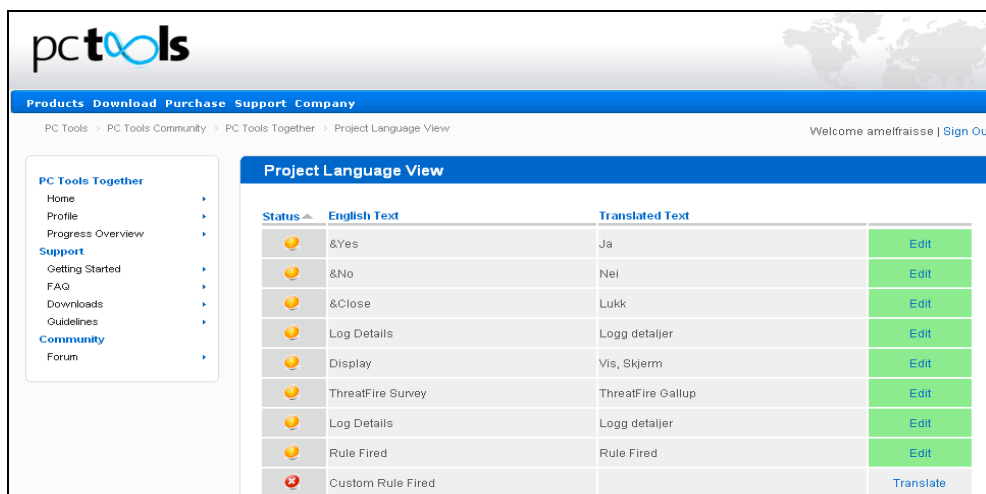 pctools
Products Download Purchase Support Company
PC Tools > PC Tools Community > PC Tools Together > Project Language View
Welcome amelfraisse | Sign Ou
PC Tools Together
Home
Profile
Progress Overview
Support
Getting Started
FAQ
Downloads
Guidelines
Community
Forum
Project Language View
Status English Text Translated Text
&Yes Ja Edit
&No Nei Edit
&Close Lukk Edit
Log Details Logg detaljer Edit
Display Vis, Skjerm Edit
ThreatFire Survey ThreatFire Gallup Edit
Log Details Logg detaljer Edit
Rule Fired Rule Fired Edit
Custom Rule Fired Translate